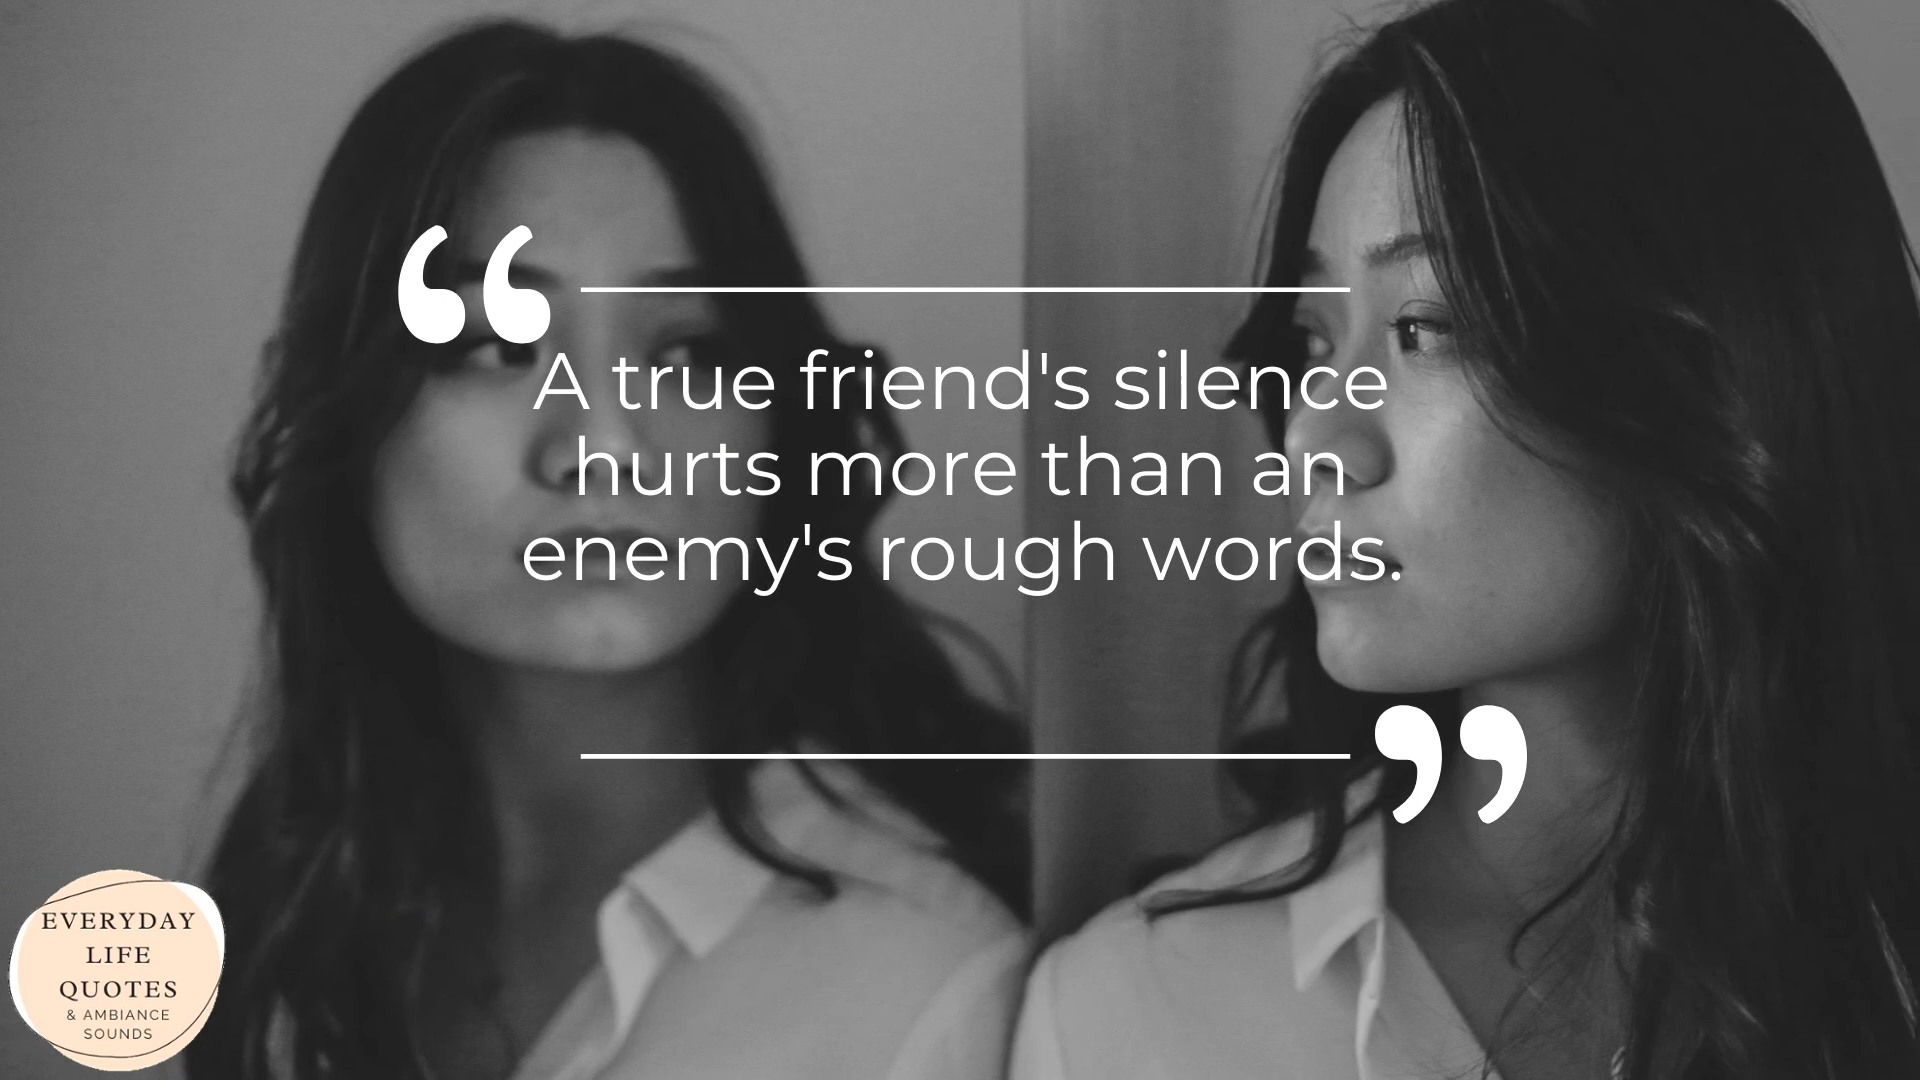 “
A true friend's silence
hurts more than an
enemy's rough words.
”
EVERYDAY
LIFE
QUOTES
& AMBIANCE
SOUNDS